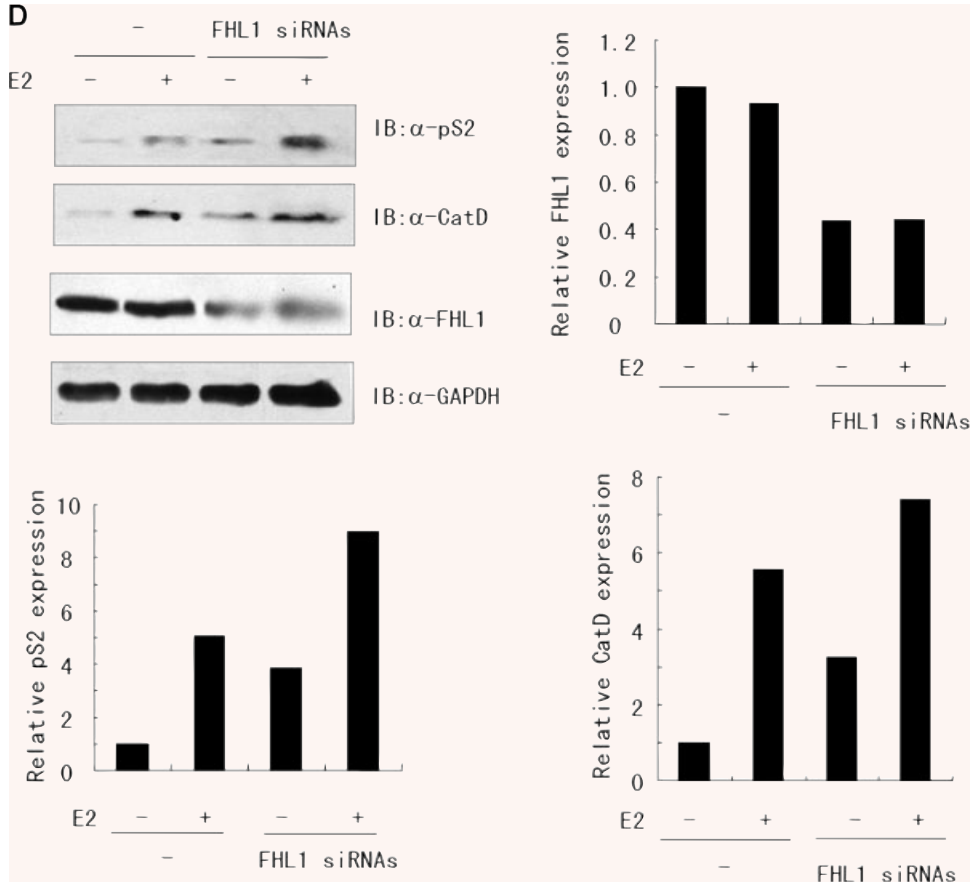 D
− FHL1 siRNAs
E2 − + − +
IB:α-pS2
IB:α-CatD
IB:α-FHL1
IB:α-GAPDH
Relative FHL1 expression
1.2
1.0
0.8
0.6
0.4
0.2
0
E2 − + − +
− FHL1 siRNAs
Relative pS2 expression
10
8
6
4
2
0
E2 − + − +
− FHL1 siRNAs
Relative CatD expression
8
6
4
2
0
E2 − + − +
− FHL1 siRNAs